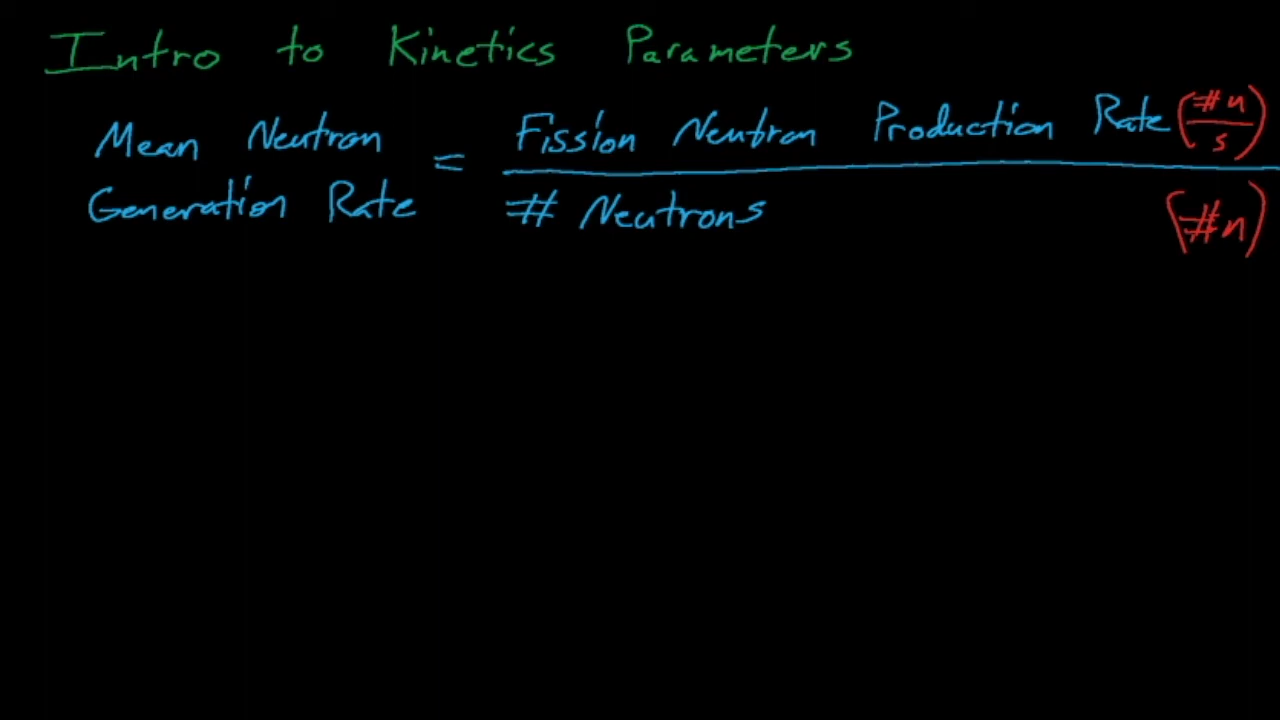 Intro to Kinetics Parameters
Mean Neutron Generation Rate = Fission Neutron Production Rate (#n/s)
# Neutrons (#n)